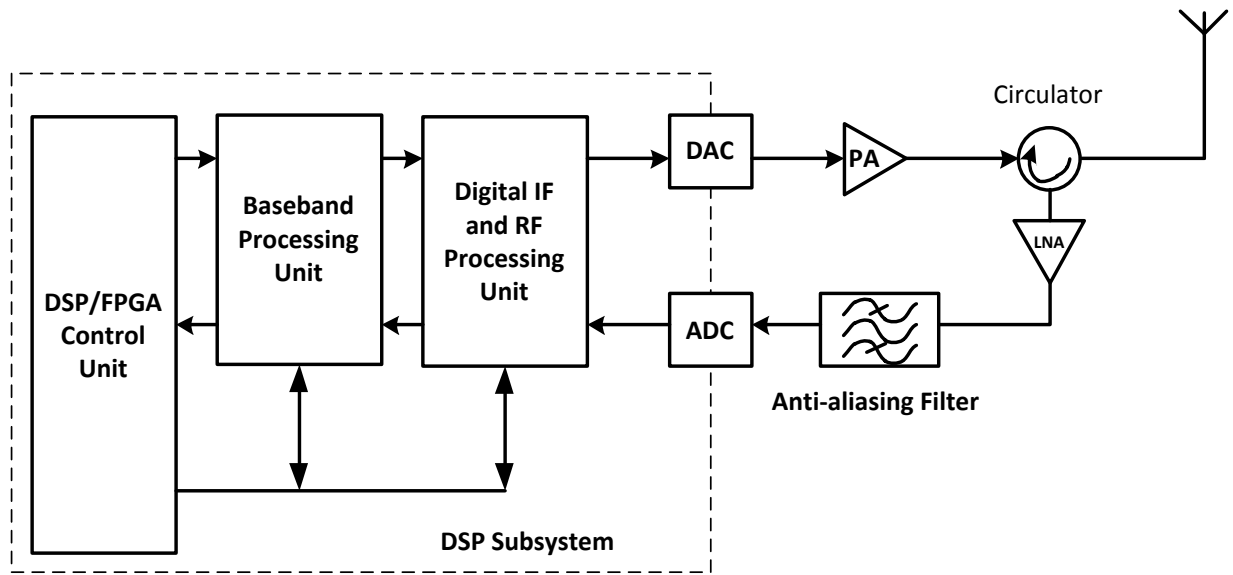 Circulator
DAC
PA
Baseband
Processing
Unit
Digital IF
and RF
Processing
Unit
LNA
DSP/FPGA
Control
Unit
ADC
Anti-aliasing Filter
DSP Subsystem